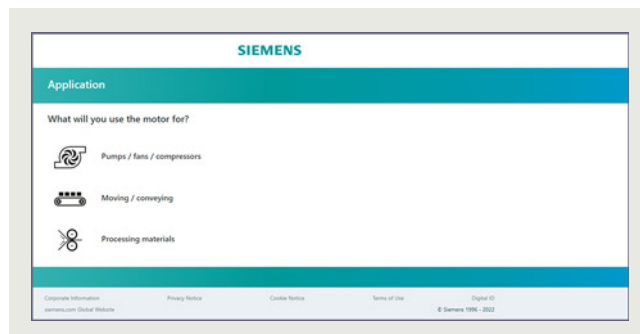 SIEMENS
Application
What will you use the motor for?
Pumps / fans / compressors
Moving / conveying
Processing materials
Corporate Information Privacy Notice Cookie Notice Terms of Use Digital ID
siemens.com Global Website © Siemens 1996 - 2022